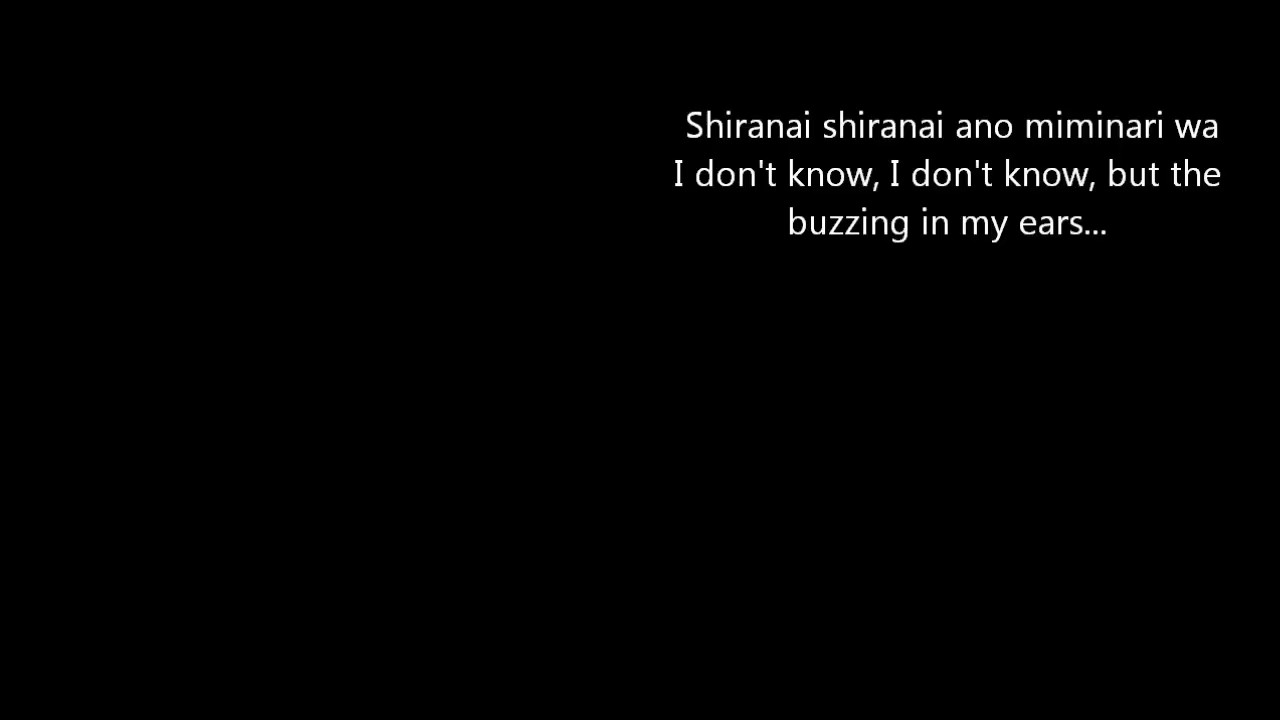 Shiranai shiranai ano miminari wa
I don't know, I don't know, but the
buzzing in my ears...